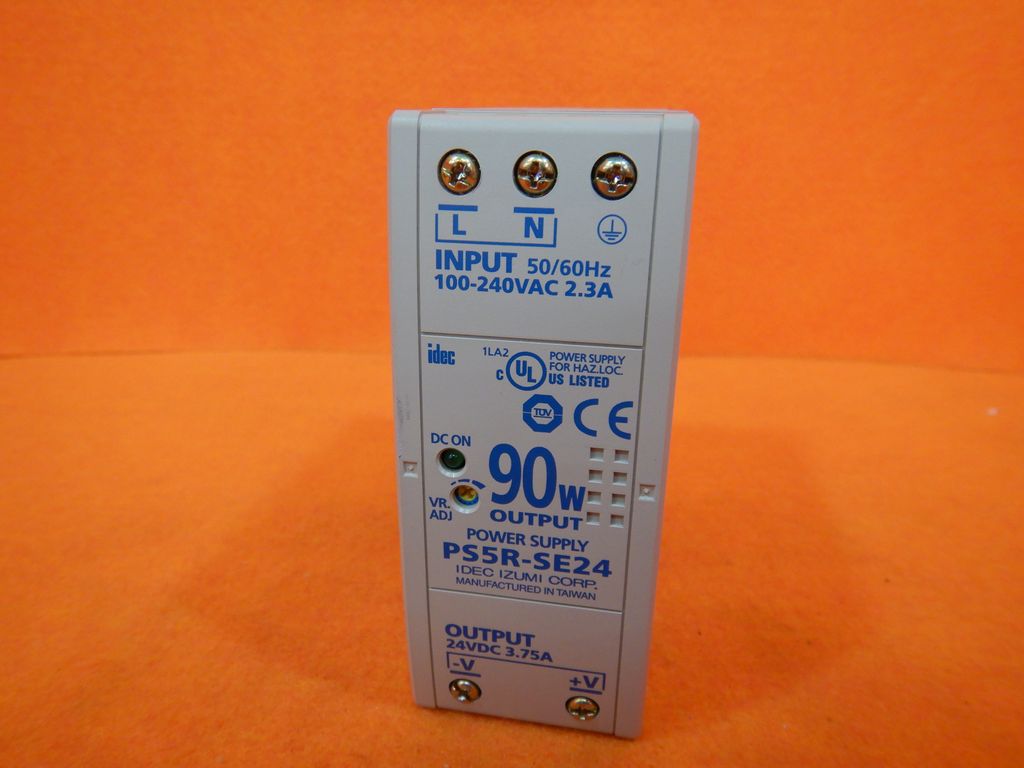 L N
INPUT 50/60Hz
100-240VAC 2.3A
idec
1LA2
C UL US LISTED
POWER SUPPLY
FOR HAZ.LOC.
TÜV CE
DC ON
90W
VR.
ADJ
OUTPUT
POWER SUPPLY
PS5R-SE24
IDEC IZUMI CORP.
MANUFACTURED IN TAIWAN
OUTPUT
24VDC 3.75A
-V +V